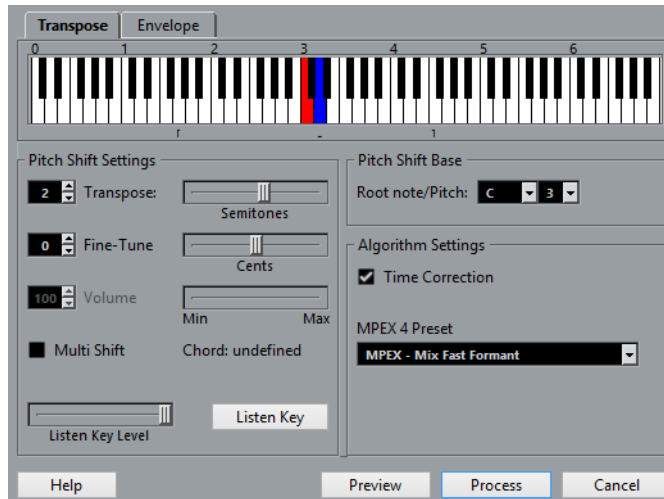 Transpose Envelope
0 1 2 3 4 5 6
Pitch Shift Settings
2 Transpose:
Semitones
0 Fine-Tune
Cents
100 Volume
Min Max
Multi Shift Chord: undefined
Listen Key Level
Listen Key
Pitch Shift Base
Root note/Pitch: C 3
Algorithm Settings
Time Correction
MPEX 4 Preset
MPEX - Mix Fast Formant
Help Preview Process Cancel